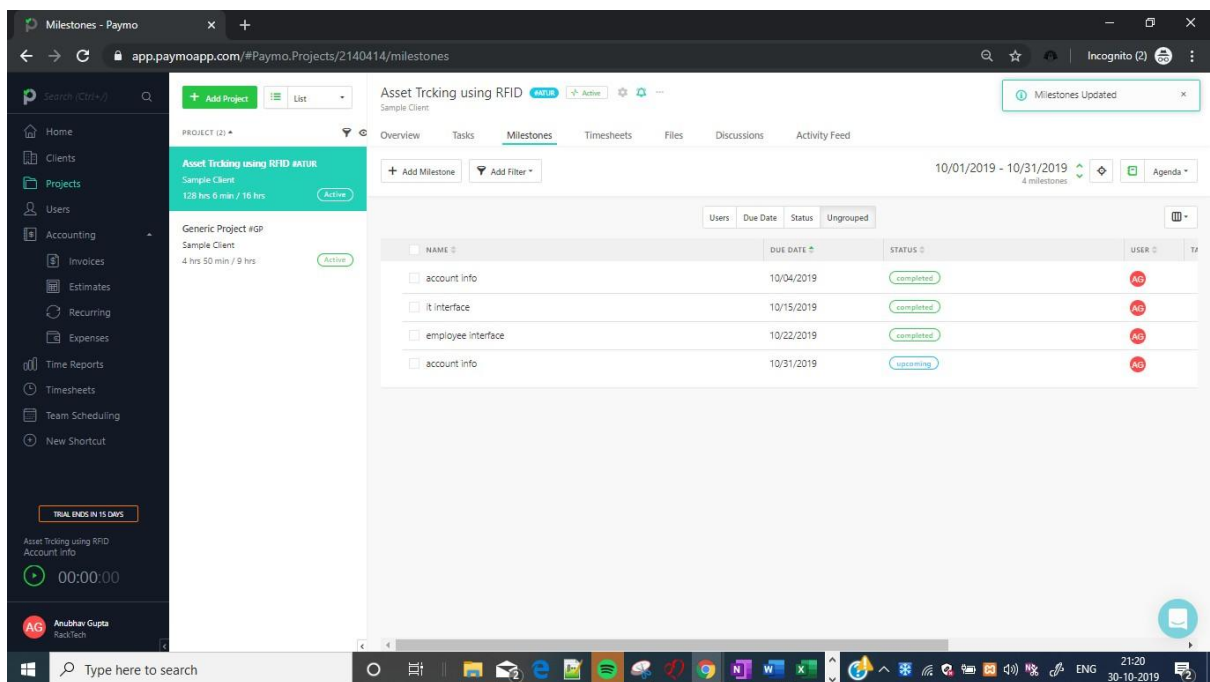 Milestones - Paymo
app.paymoapp.com/#Paymo.Projects/2140414/milestones
Incognito (2)
Search (Ctrl+/)
Home
Clients
Projects
Users
Accounting
Invoices
Estimates
Recurring
Expenses
Time Reports
Timesheets
Team Scheduling
New Shortcut
TRIAL ENDS IN 15 DAYS
Asset Trcking using RFID
Account info
00:00:00
AG
Anubhav Gupta
RackTech
+ Add Project
List
PROJECT (2)
Asset Trcking using RFID #ATUR
Sample Client
128 hrs 6 min / 16 hrs
Active
Generic Project #GP
Sample Client
4 hrs 50 min / 9 hrs
Active
Asset Trcking using RFID #ATUR Active
Sample Client
Milestones Updated
Overview Tasks Milestones Timesheets Files Discussions Activity Feed
+ Add Milestone Add Filter
10/01/2019 - 10/31/2019
4 milestones
Agenda
Users Due Date Status Ungrouped
NAME DUE DATE STATUS USER TA
account info 10/04/2019 completed AG
it interface 10/15/2019 completed AG
employee interface 10/22/2019 completed AG
account info 10/31/2019 upcoming AG
Type here to search
ENG
21:20
30-10-2019